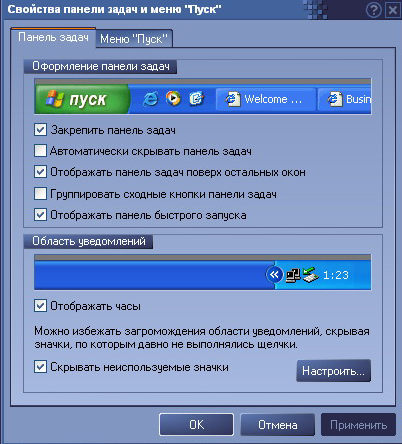 Свойства панели задач и меню "Пуск"
Панель задач
Меню "Пуск"
Оформление панели задач
пуск
Welcome ...
Busin
Закрепить панель задач
Автоматически скрывать панель задач
Отображать панель задач поверх остальных окон
Группировать сходные кнопки панели задач
Отображать панель быстрого запуска
Область уведомлений
1:23
Отображать часы
Можно избежать загромождения области уведомлений, скрывая
значки, по которым давно не выполнялись щелчки.
Скрывать неиспользуемые значки
Настроить...
OK
Отмена
Применить